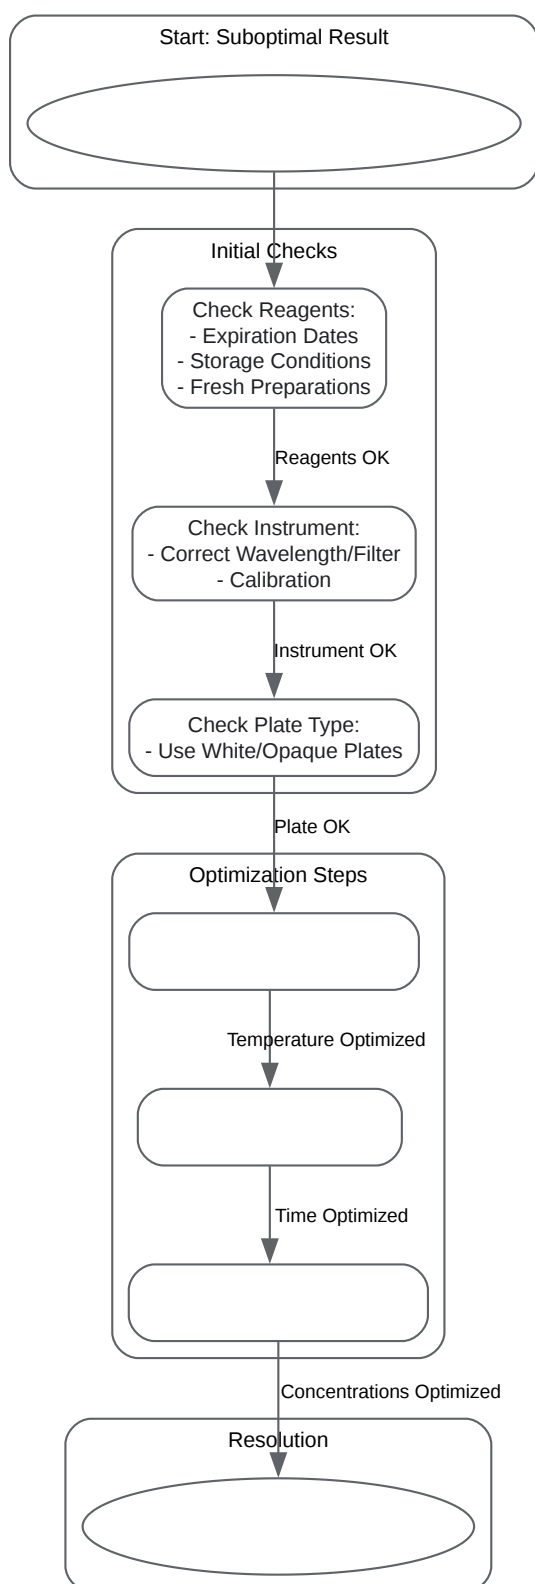 Start: Suboptimal Result
Initial Checks
Check Reagents:
- Expiration Dates
- Storage Conditions
- Fresh Preparations
Reagents OK
Check Instrument:
- Correct Wavelength/Filter
- Calibration
Instrument OK
Check Plate Type:
- Use White/Opaque Plates
Plate OK
Optimization Steps
Temperature Optimized
Time Optimized
Concentrations Optimized
Resolution